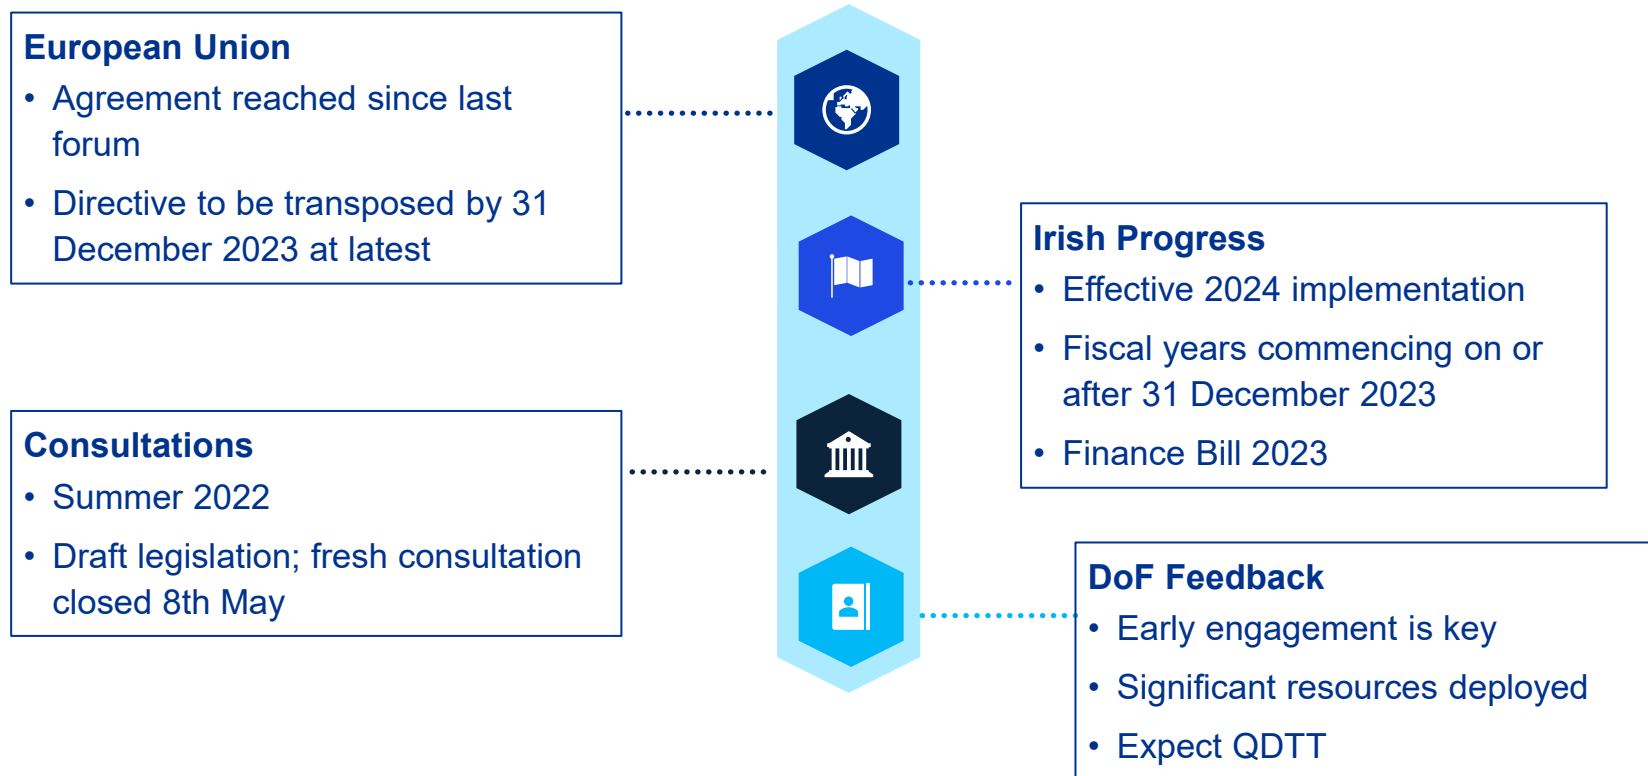 European Union
• Agreement reached since last
forum
• Directive to be transposed by 31
December 2023 at latest
Irish Progress
• Effective 2024 implementation
• Fiscal years commencing on or
after 31 December 2023
• Finance Bill 2023
Consultations
• Summer 2022
• Draft legislation; fresh consultation
closed 8th May
DoF Feedback
• Early engagement is key
• Significant resources deployed
• Expect QDTT